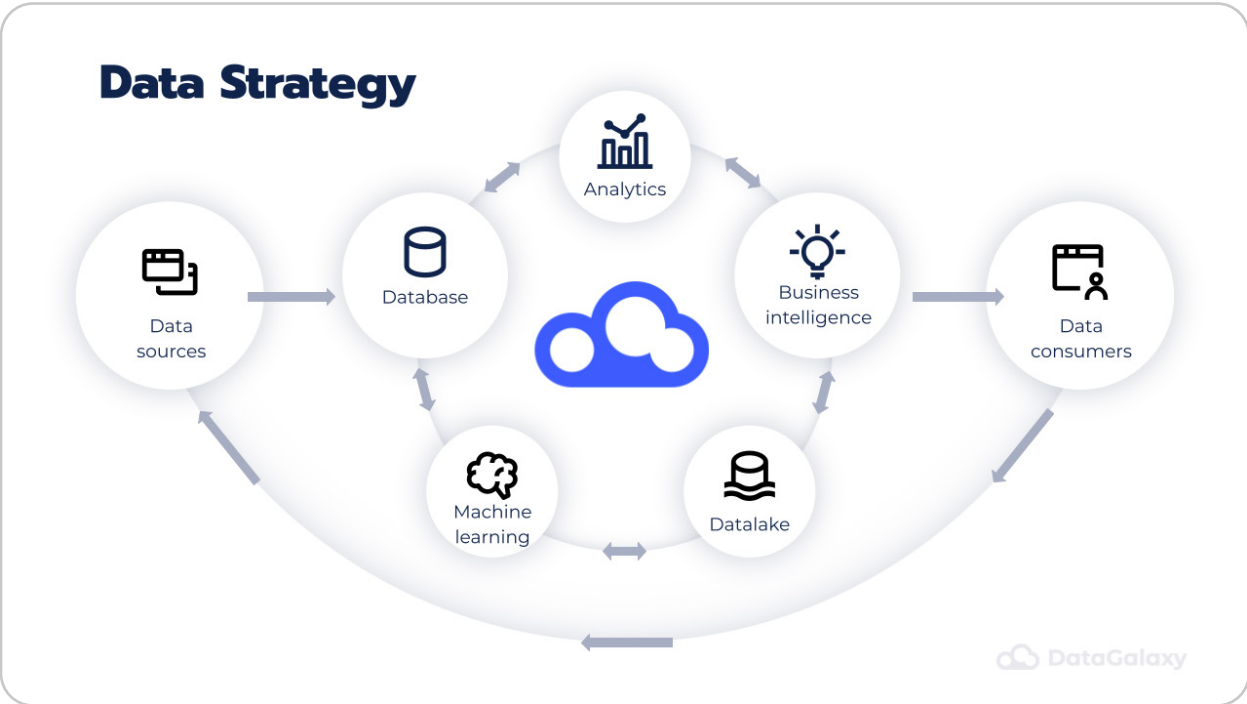 Data Strategy
Analytics
Database
Business
intelligence
Data
sources
Data
consumers
Machine
learning
Datalake
DataGalaxy